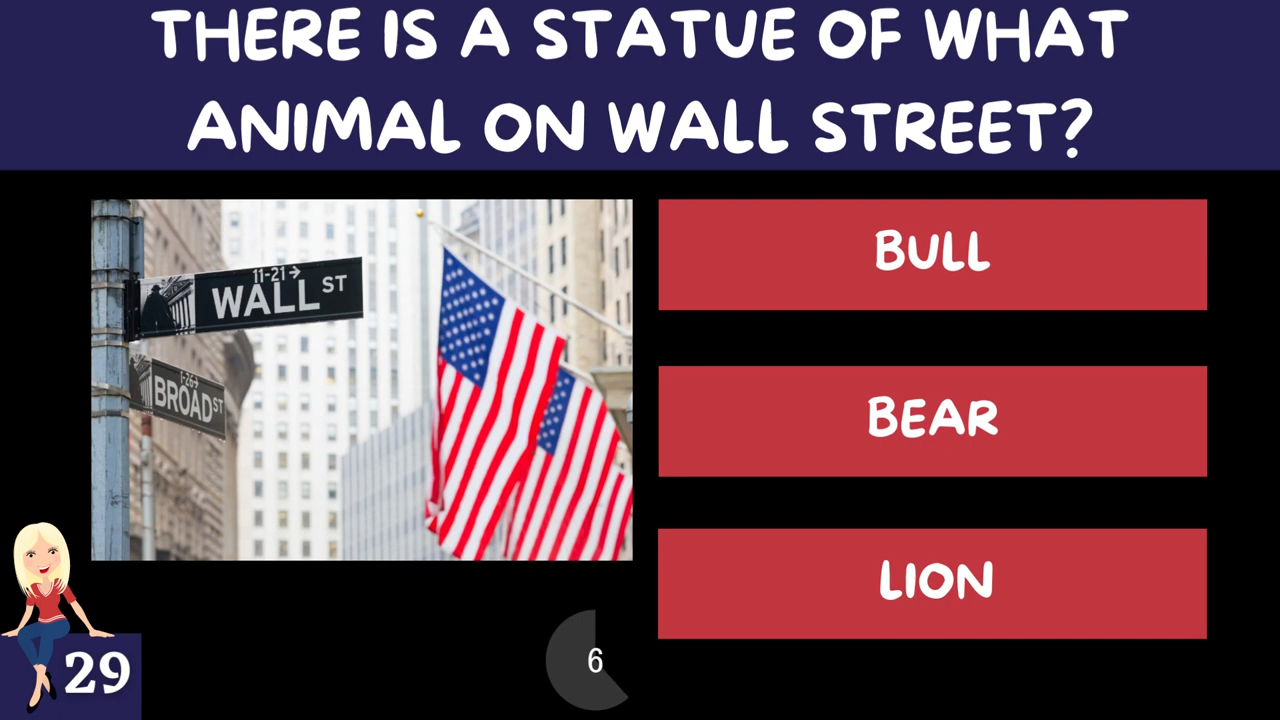 THERE IS A STATUE OF WHAT
ANIMAL ON WALL STREET?
11-21→
WALL ST
1-26→
BROAD ST
BULL
BEAR
LION
6
29